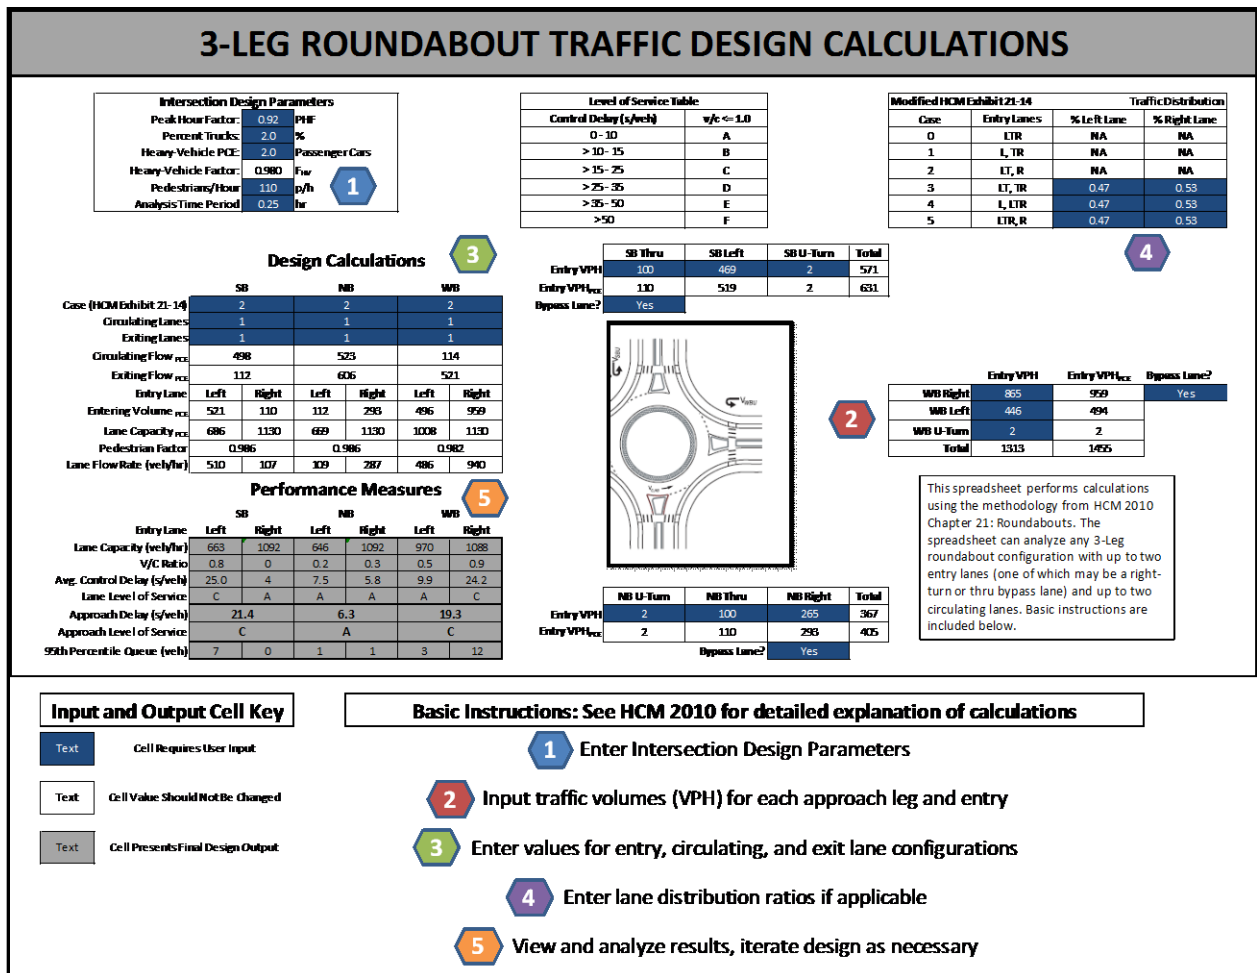 3-LEG ROUNDABOUT TRAFFIC DESIGN CALCULATIONS
Intersection Design Parameters
Peak Hour Factor: 0.92 PHF
Percent Trucks: 2.0 %
Heavy-Vehicle PCE: 2.0 Passenger Cars
Heavy-Vehicle Factor: 0.980 FHV
Pedestrians/Hour 110 p/h
Analysis Time Period 0.25 hr
1
Level of Service Table
Control Delay (s/veh) v/c <= 1.0
0 - 10 A
> 10 - 15 B
> 15 - 25 C
> 25 - 35 D
> 35 - 50 E
>50 F
Modified HCM Exhibit 21-14 Traffic Distribution
Case Entry Lanes % Left Lane % Right Lane
0 LTR NA NA
1 L, TR NA NA
2 LT, R NA NA
3 LT, TR 0.47 0.53
4 L, LTR 0.47 0.53
5 LTR, R 0.47 0.53
4
Design Calculations
3
SB NB WB
Case (HCM Exhibit 21-14) 2 2 2
Circulating Lanes 1 1 1
Exiting Lanes 1 1 1
Circulating Flow PCE 498 523 114
Exiting Flow PCE 112 606 521
Entry Lane Left Right Left Right Left Right
Entering Volume PCE 521 110 112 293 496 959
Lane Capacity PCE 686 1130 669 1130 1008 1130
Pedestrian Factor 0.986 0.986 0.982
Lane Flow Rate (veh/hr) 510 107 109 287 486 940
SB Thru SB Left SB U-Turn Total
Entry VPH 100 469 2 571
Entry VPHPCE 110 519 2 631
Bypass Lane? Yes
VSBU
VWBU
2
Entry VPH Entry VPHPCE Bypass Lane?
WB Right 865 959 Yes
WB Left 446 494
WB U-Turn 2 2
Total 1313 1455
Performance Measures
5
SB NB WB
Entry Lane Left Right Left Right Left Right
Lane Capacity (veh/hr) 663 1092 646 1092 970 1088
V/C Ratio 0.8 0 0.2 0.3 0.5 0.9
Avg. Control Delay (s/veh) 25.0 4 7.5 5.8 9.9 24.2
Lane Level of Service C A A A A C
Approach Delay (s/veh) 21.4 6.3 19.3
Approach Level of Service C A C
95th Percentile Queue (veh) 7 0 1 1 3 12
NB U-Turn NB Thru NB Right Total
Entry VPH 2 100 265 367
Entry VPHPCE 2 110 293 405
Bypass Lane? Yes
This spreadsheet performs calculations
using the methodology from HCM 2010
Chapter 21: Roundabouts. The
spreadsheet can analyze any 3-Leg
roundabout configuration with up to two
entry lanes (one of which may be a right-
turn or thru bypass lane) and up to two
circulating lanes. Basic instructions are
included below.
Input and Output Cell Key
Text Cell Requires User Input
Text Cell Value Should Not Be Changed
Text Cell Presents Final Design Output
Basic Instructions: See HCM 2010 for detailed explanation of calculations
1 Enter Intersection Design Parameters
2 Input traffic volumes (VPH) for each approach leg and entry
3 Enter values for entry, circulating, and exit lane configurations
4 Enter lane distribution ratios if applicable
5 View and analyze results, iterate design as necessary